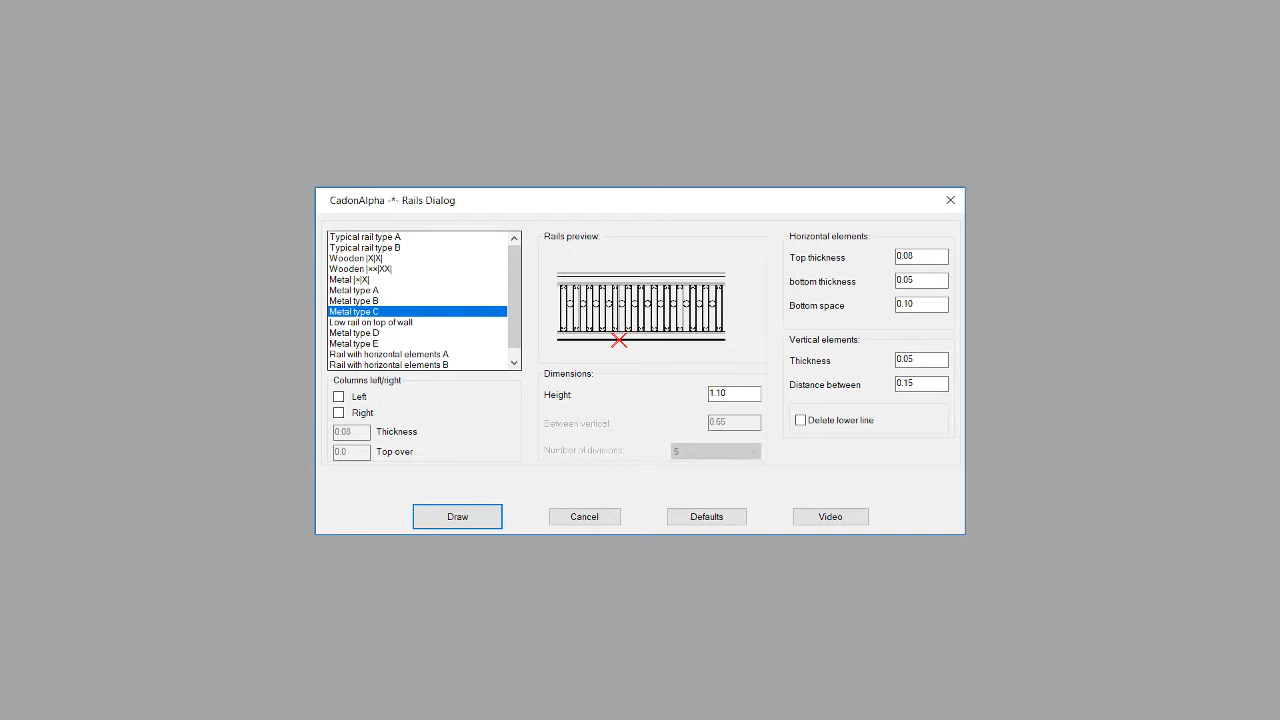 CadonAlpha -*- Rails Dialog
Typical rail type A
Typical rail type B
Wooden |X|X|
Wooden |××|XX|
Metal |×|X|
Metal type A
Metal type B
Metal type C
Low rail on top of wall
Metal type D
Metal type E
Rail with horizontal elements A
Rail with horizontal elements B
Columns left/right
Left
Right
0.08 Thickness
0.0 Top over
Rails preview:
Dimensions:
Height: 1.10
Between vertical: 0.65
Number of divisions: 5
Horizontal elements:
Top thickness 0.08
bottom thickness 0.05
Bottom space 0.10
Vertical elements:
Thickness 0.05
Distance between 0.15
Delete lower line
Draw
Cancel
Defaults
Video